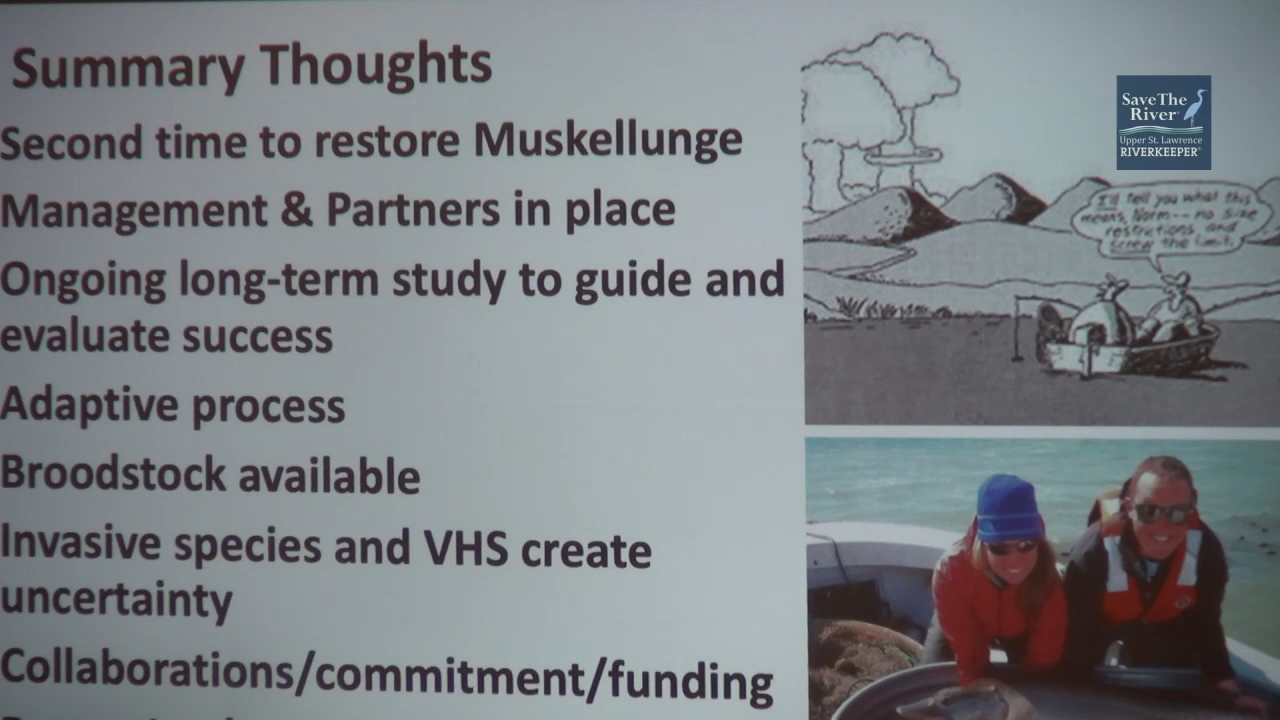 Summary Thoughts
Second time to restore Muskellunge
Management & Partners in place
Ongoing long-term study to guide and
evaluate success
Adaptive process
Broodstock available
Invasive species and VHS create
uncertainty
Collaborations/commitment/funding
Save The
River
Upper St. Lawrence
RIVERKEEPER®
I'll tell you what this
means, Norm-- no size
restrictions and
screw the limit.